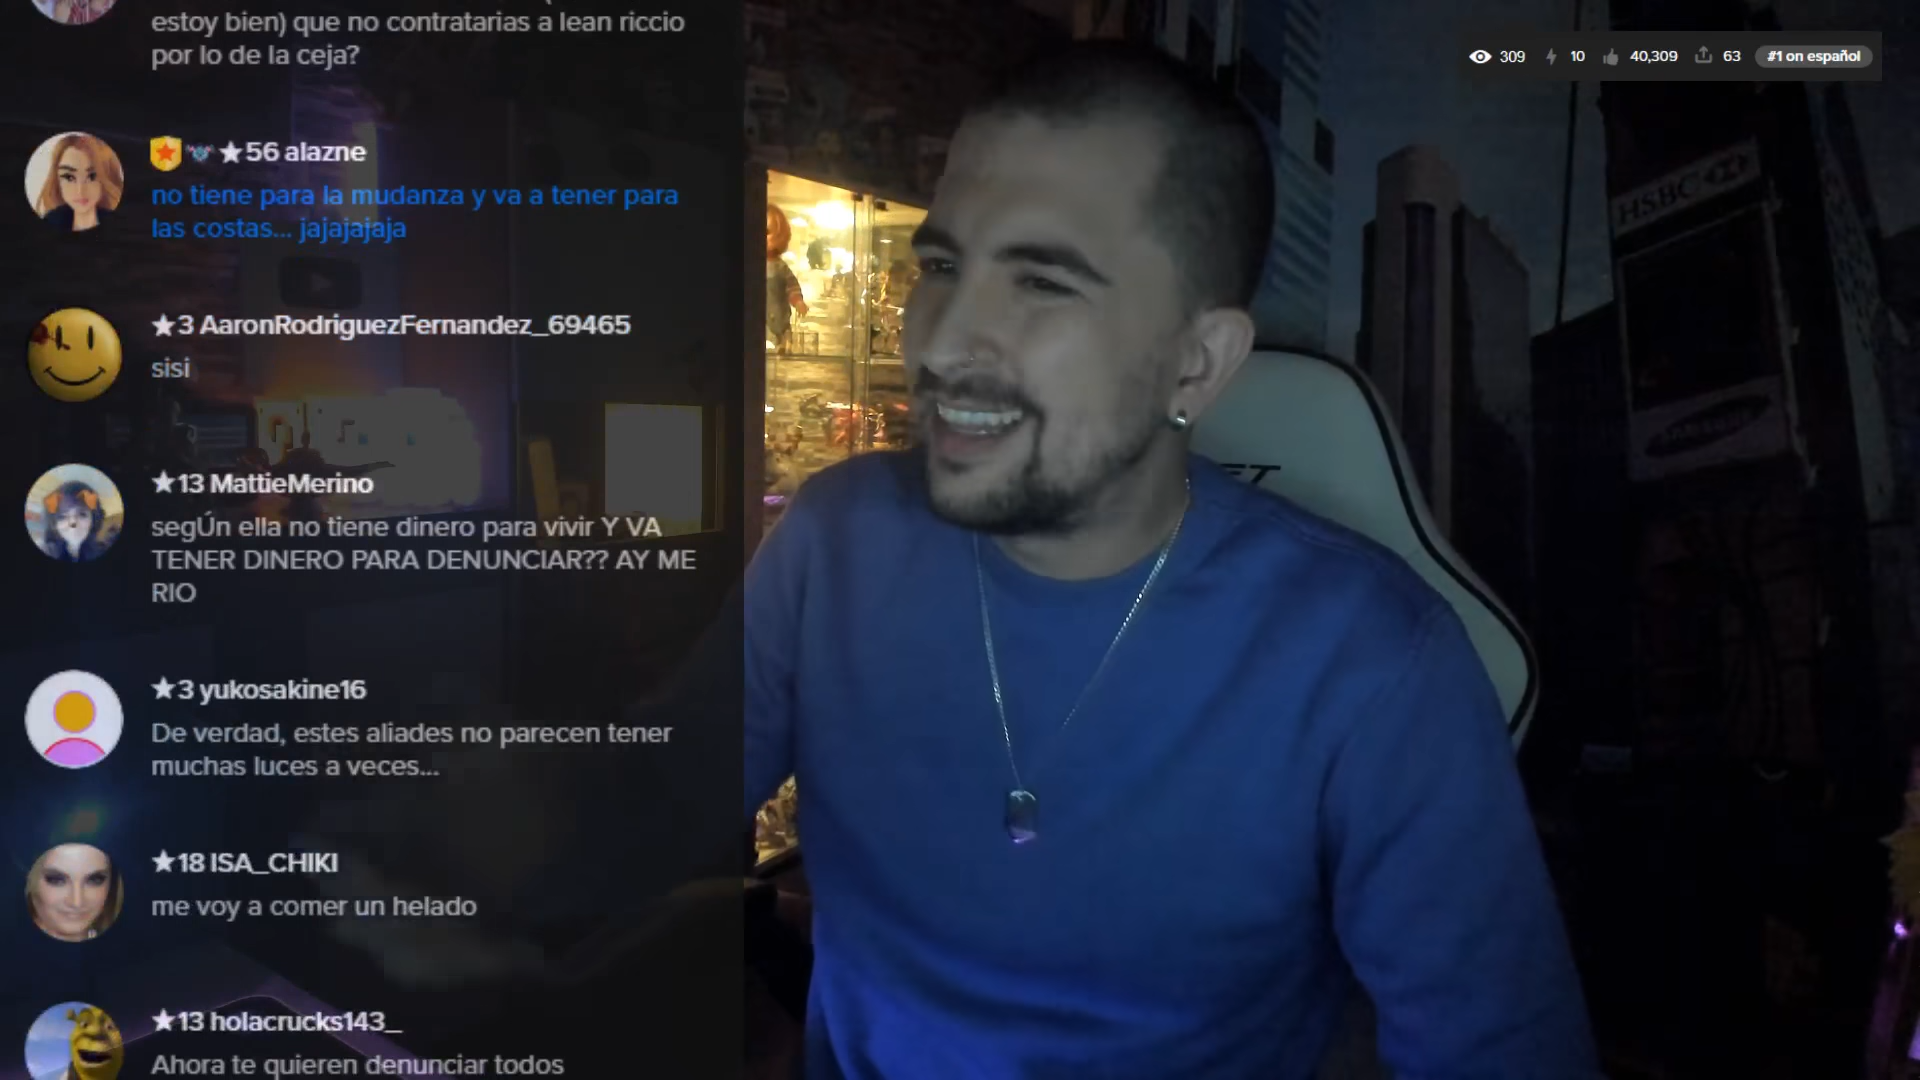 estoy bien) que no contratarias a lean riccio
por lo de la ceja?
★56 alazne
no tiene para la mudanza y va a tener para
las costas... jajajajaja
★3 AaronRodriguezFernandez_69465
sisi
★13 MattieMerino
segÚn ella no tiene dinero para vivir Y VA
TENER DINERO PARA DENUNCIAR?? AY ME
RIO
★3 yukosakine16
De verdad, estes aliades no parecen tener
muchas luces a veces...
★18 ISA_CHIKI
me voy a comer un helado
★13 holacrucks143_
Ahora te quieren denunciar todos
309 10 40,309 63 #1 on español
HSBC
SAMSUNG
ET